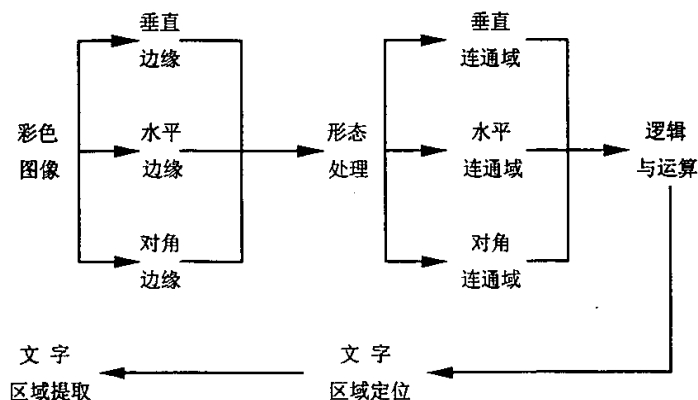 彩色
图像
垂直
边缘
水平
边缘
对角
边缘
形态
处理
垂直
连通域
水平
连通域
对角
连通域
逻辑
与运算
文 字
区域定位
文 字
区域提取